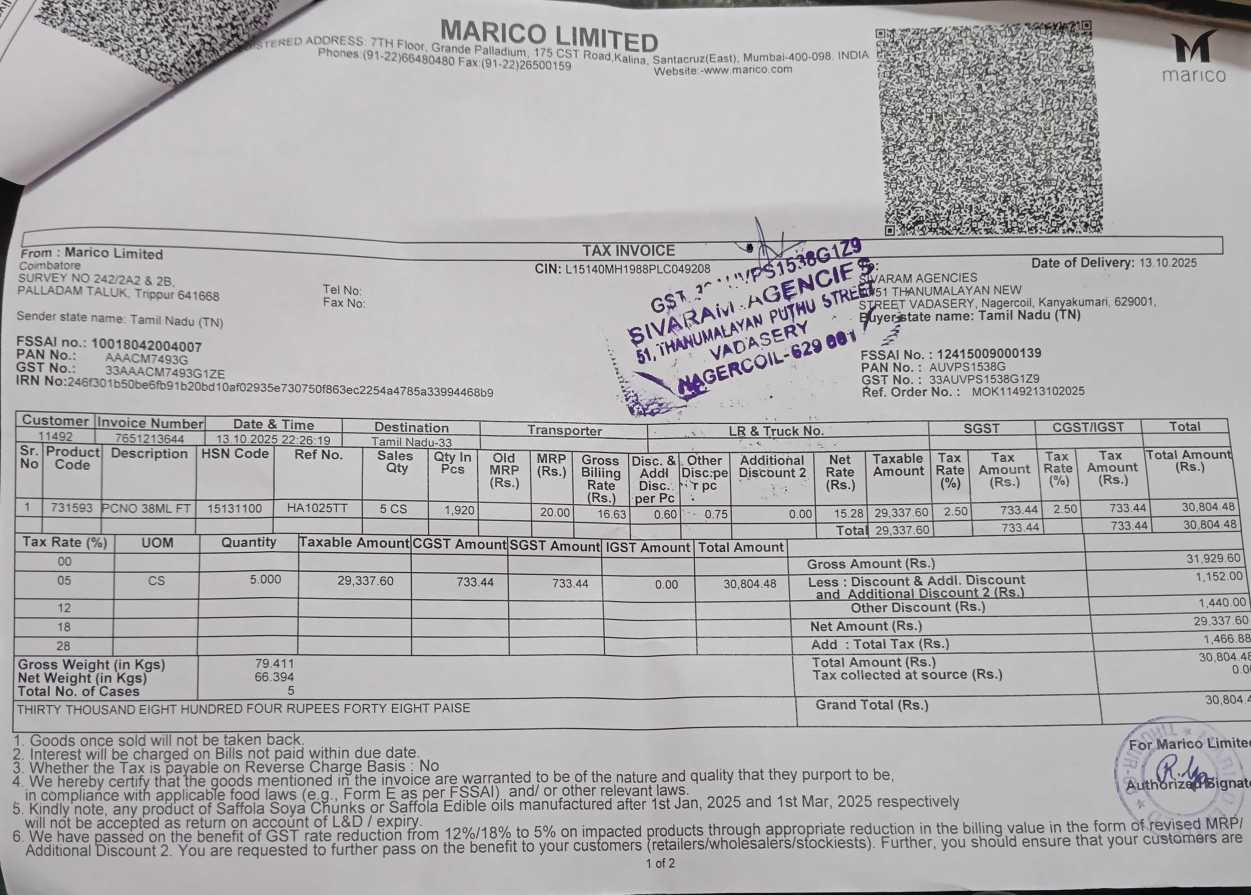 MARICO LIMITED
STERED ADDRESS: 7TH Floor, Grande Palladium, 175 CST Road,Kalina, Santacruz(East), Mumbai-400-098. INDIA
Phones:(91-22)66480480 Fax:(91-22)26500159
Website:-www.marico.com
marico
TAX INVOICE
CIN: L15140MH1988PLC049208
From : Marico Limited
Coimbatore
SURVEY NO 242/2A2 & 2B,
PALLADAM TALUK, Trippur 641668
Tel No:
Fax No:
Sender state name: Tamil Nadu (TN)
FSSAI no.: 10018042004007
PAN No.: AAACM7493G
GST No.: 33AAACM7493G1ZE
IRN No:246f301b50be6fb91b20bd10af02935e730750f863ec2254a4785a33994468b9
GST VPS1538G1Z9
SIVARAM AGENCIES
51, THANUMALAYAN PUTHU STREET
VADASERY
NAGERCOIL-629 001
Date of Delivery: 13.10.2025
SIVARAM AGENCIES
51 THANUMALAYAN NEW
STREET VADASERY, Nagercoil, Kanyakumari, 629001,
Buyer state name: Tamil Nadu (TN)
FSSAI No. : 12415009000139
PAN No. : AUVPS1538G
GST No. : 33AUVPS1538G1Z9
Ref. Order No. : MOK1149213102025
Customer Invoice Number Date & Time Destination Transporter LR & Truck No. SGST CGST/IGST Total
11492 7651213644 13.10.2025 22:26:19 Tamil Nadu-33
Sr. No Product Code Description HSN Code Ref No. Sales Qty Qty In Pcs Old MRP (Rs.) MRP (Rs.) Gross Billing Rate (Rs.) Disc. & Addl Disc. per Pc Other Disc:pe r pc Additional Discount 2 Net Rate (Rs.) Taxable Amount Tax Rate (%) Tax Amount (Rs.) Tax Rate (%) Tax Amount (Rs.) Total Amount (Rs.)
1 731593 PCNO 38ML FT 15131100 HA1025TT 5 CS 1,920 20.00 16.63 0.60 0.75 0.00 15.28 29,337.60 2.50 733.44 2.50 733.44 30,804.48
Total 29,337.60 733.44 733.44 30,804.48
Tax Rate (%) UOM Quantity Taxable Amount CGST Amount SGST Amount IGST Amount Total Amount
00
05 CS 5.000 29,337.60 733.44 733.44 0.00 30,804.48
12
18
28
Gross Amount (Rs.) 31,929.60
Less : Discount & Addl. Discount 1,152.00
and Additional Discount 2 (Rs.)
Other Discount (Rs.) 1,440.00
Net Amount (Rs.) 29,337.60
Add : Total Tax (Rs.) 1,466.88
Total Amount (Rs.) 30,804.48
Tax collected at source (Rs.) 0.0
Grand Total (Rs.) 30,804.4
Gross Weight (in Kgs) 79.411
Net Weight (in Kgs) 66.394
Total No. of Cases 5
THIRTY THOUSAND EIGHT HUNDRED FOUR RUPEES FORTY EIGHT PAISE
1. Goods once sold will not be taken back.
2. Interest will be charged on Bills not paid within due date.
3. Whether the Tax is payable on Reverse Charge Basis : No
4. We hereby certify that the goods mentioned in the invoice are warranted to be of the nature and quality that they purport to be,
in compliance with applicable food laws (e.g., Form E as per FSSAI) and/ or other relevant laws.
5. Kindly note, any product of Saffola Soya Chunks or Saffola Edible oils manufactured after 1st Jan, 2025 and 1st Mar, 2025 respectively
will not be accepted as return on account of L&D / expiry.
6. We have passed on the benefit of GST rate reduction from 12%/18% to 5% on impacted products through appropriate reduction in the billing value in the form of revised MRP/
Additional Discount 2. You are requested to further pass on the benefit to your customers (retailers/wholesalers/stockiests). Further, you should ensure that your customers are
For Marico Limite
Authorized Signat
1 of 2